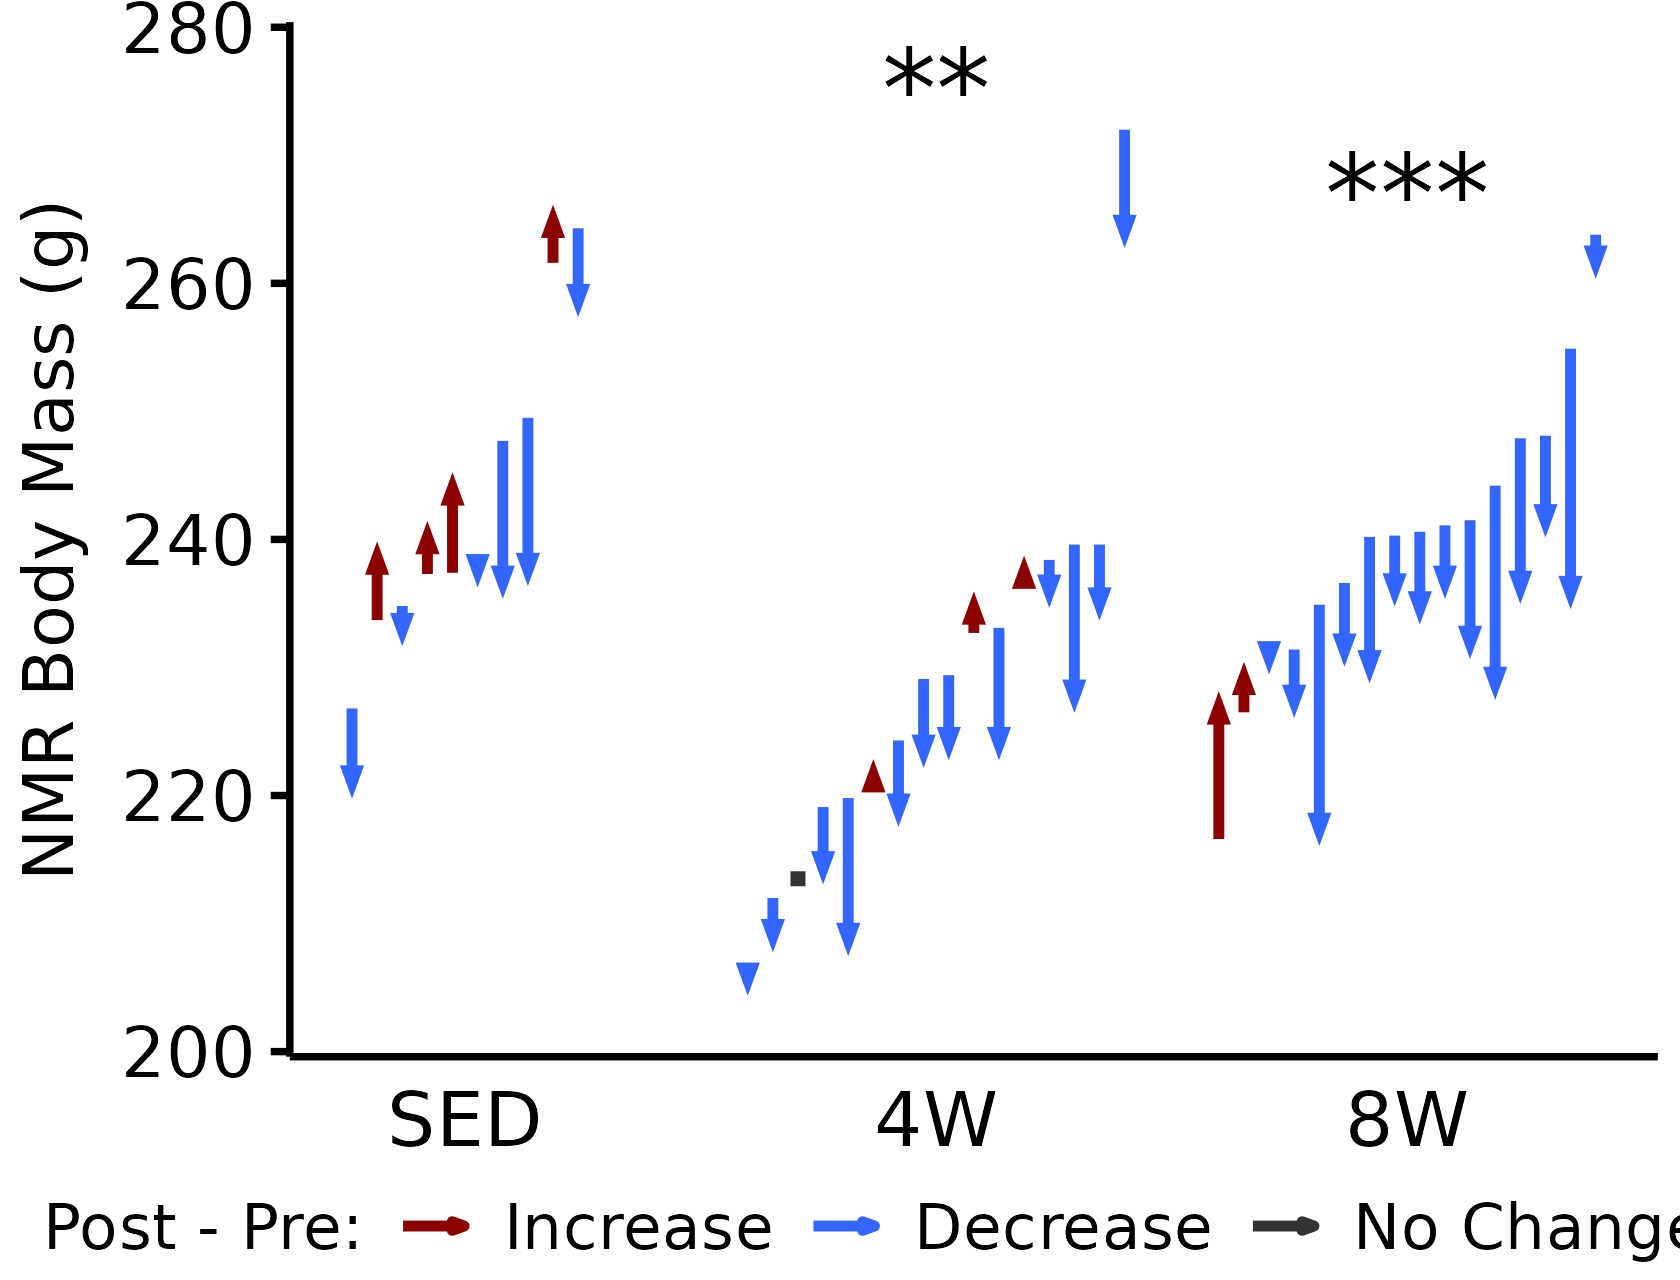 280
**
***
NMR Body Mass (g)
260
240
220
200
SED 4W 8W
Post - Pre: Increase Decrease No Change